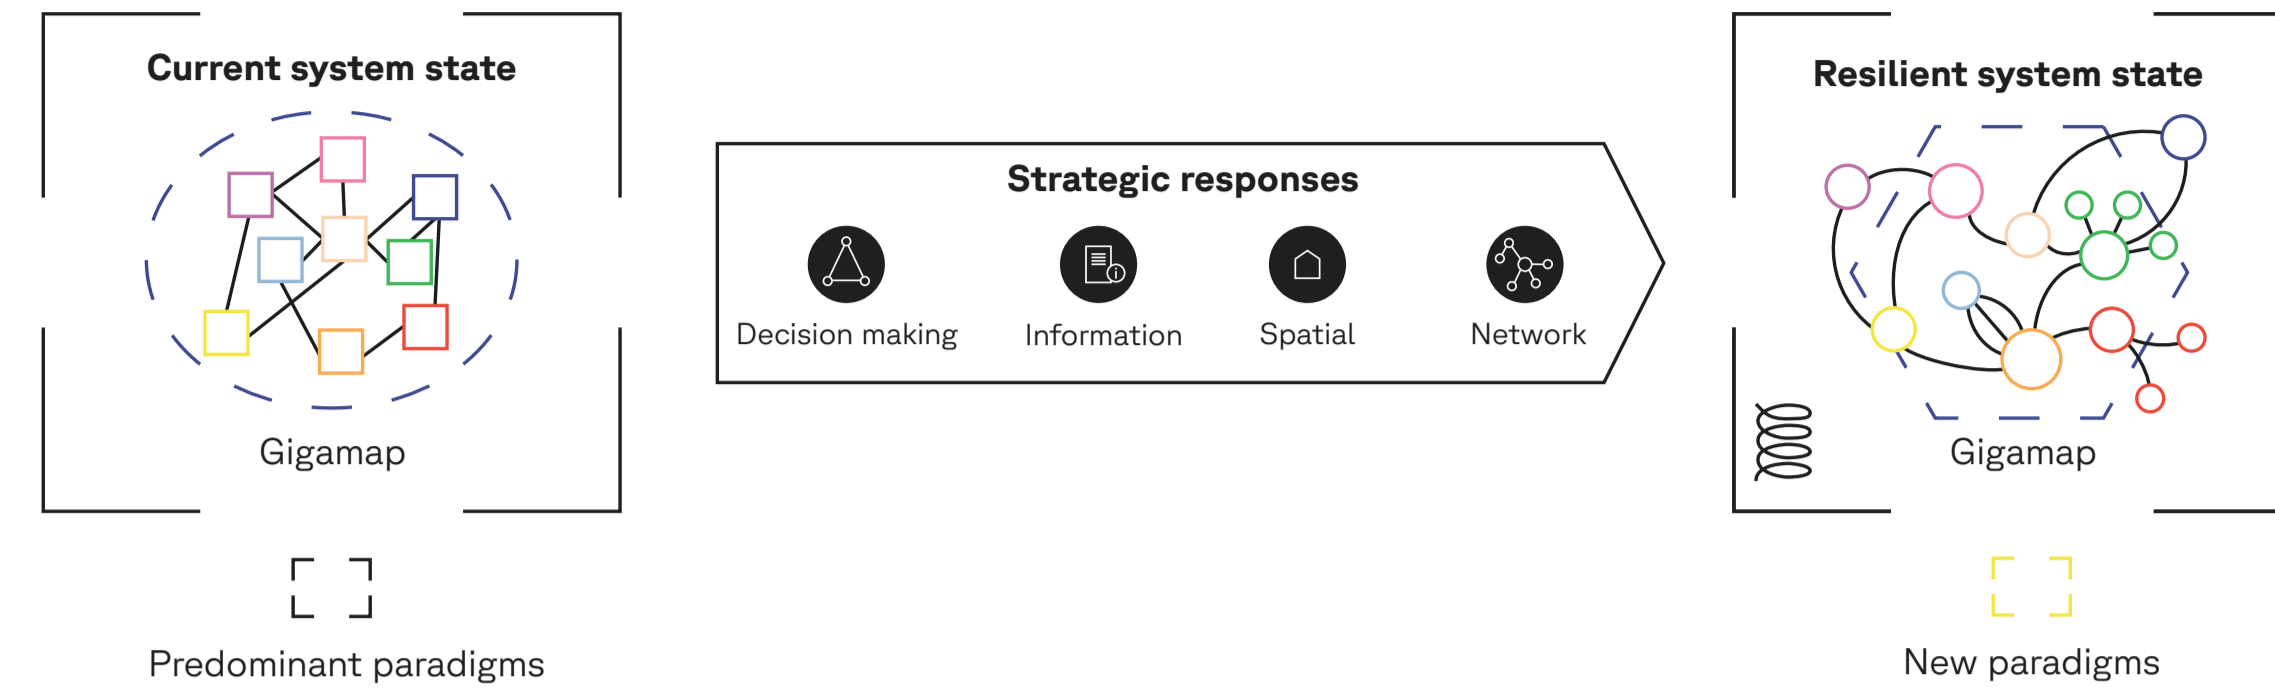 Current system state
Gigamap
Predominant paradigms
Strategic responses
Decision making
Information
i
Spatial
Network
Resilient system state
Gigamap
New paradigms